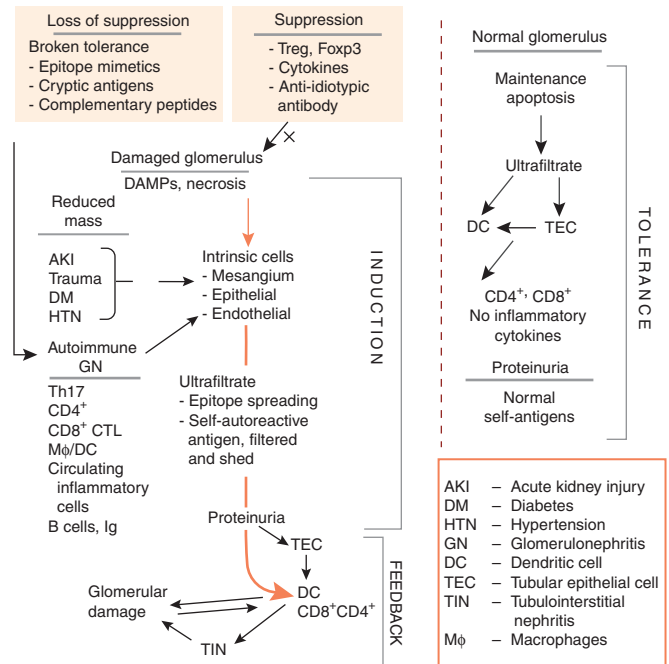 Loss of suppression
Broken tolerance
- Epitope mimetics
- Cryptic antigens
- Complementary peptides
Suppression
- Treg, Foxp3
- Cytokines
- Anti-idiotypic
antibody
×
Damaged glomerulus
DAMPs, necrosis
Reduced
mass
AKI
Trauma
DM
HTN
Intrinsic cells
- Mesangium
- Epithelial
- Endothelial
Autoimmune
GN
Th17
CD4⁺
CD8⁺ CTL
Mϕ/DC
Circulating
inflammatory
cells
B cells, Ig
Ultrafiltrate
- Epitope spreading
- Self-autoreactive
antigen, filtered
and shed
INDUCTION
Proteinuria
TEC
DC
CD8⁺CD4⁺
Glomerular
damage
TIN
FEEDBACK
Normal glomerulus
Maintenance
apoptosis
Ultrafiltrate
DC
TEC
CD4⁺, CD8⁺
No inflammatory
cytokines
Proteinuria
Normal
self-antigens
TOLERANCE
AKI – Acute kidney injury
DM – Diabetes
HTN – Hypertension
GN – Glomerulonephritis
DC – Dendritic cell
TEC – Tubular epithelial cell
TIN – Tubulointerstitial
nephritis
Mϕ – Macrophages